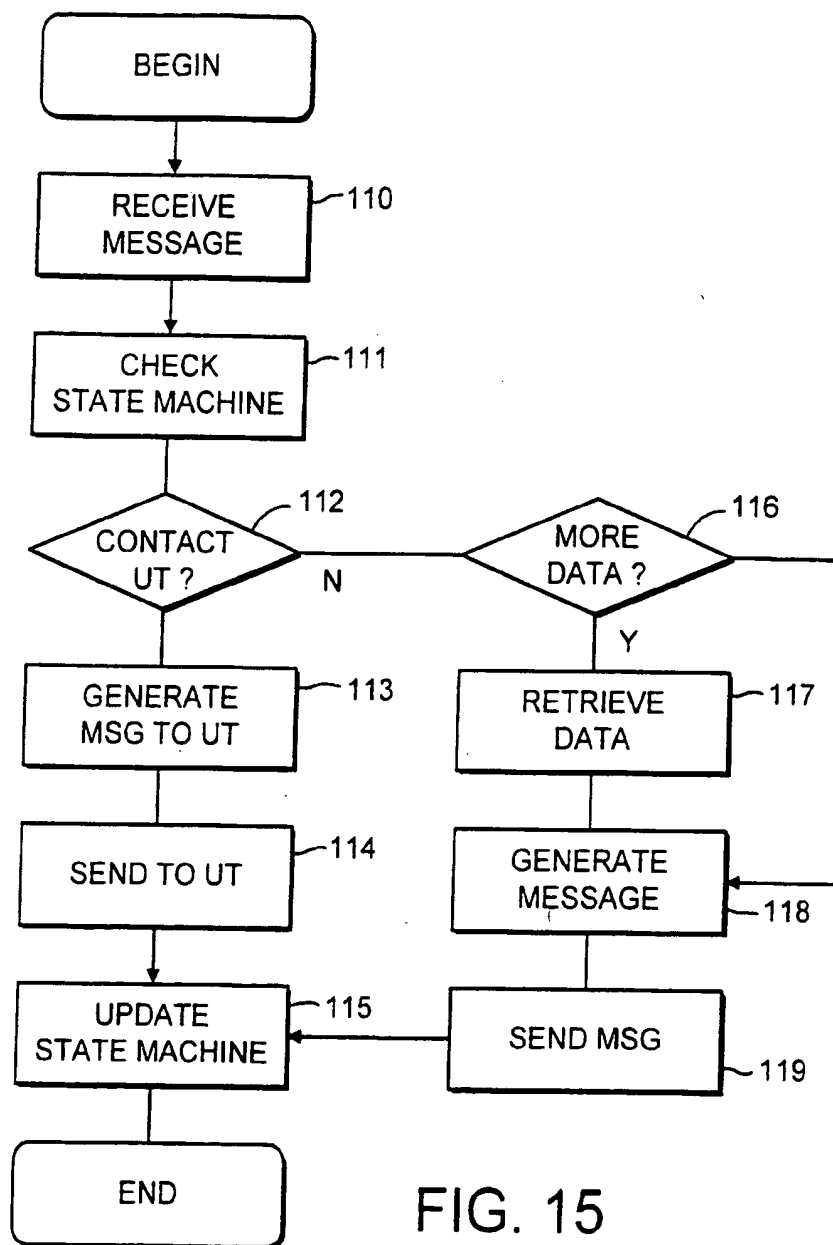 BEGIN
RECEIVE
MESSAGE
110
CHECK
STATE MACHINE
111
CONTACT
UT ?
112
N
MORE
DATA ?
116
Y
GENERATE
MSG TO UT
113
RETRIEVE
DATA
117
SEND TO UT
114
GENERATE
MESSAGE
118
UPDATE
STATE MACHINE
115
SEND MSG
119
END
FIG. 15